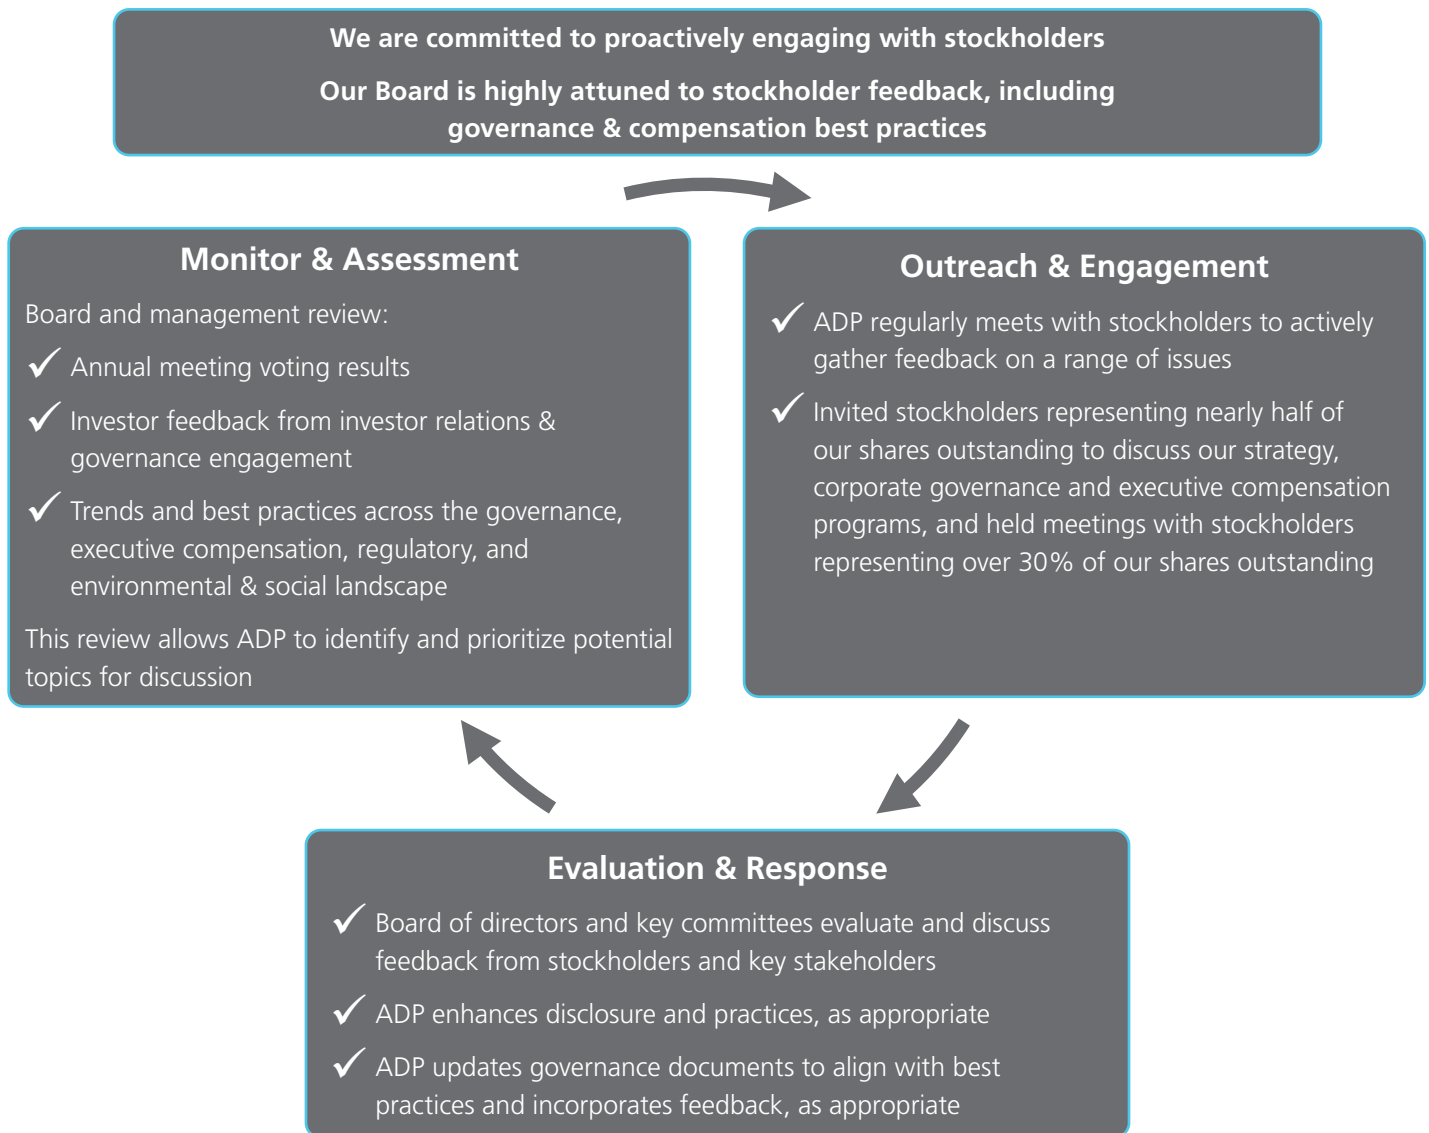 We are committed to proactively engaging with stockholders
Our Board is highly attuned to stockholder feedback, including
governance & compensation best practices
Monitor & Assessment
Board and management review:
Annual meeting voting results
Investor feedback from investor relations &
governance engagement
Trends and best practices across the governance,
executive compensation, regulatory, and
environmental & social landscape
This review allows ADP to identify and prioritize potential
topics for discussion
Outreach & Engagement
ADP regularly meets with stockholders to actively
gather feedback on a range of issues
Invited stockholders representing nearly half of
our shares outstanding to discuss our strategy,
corporate governance and executive compensation
programs, and held meetings with stockholders
representing over 30% of our shares outstanding
Evaluation & Response
Board of directors and key committees evaluate and discuss
feedback from stockholders and key stakeholders
ADP enhances disclosure and practices, as appropriate
ADP updates governance documents to align with best
practices and incorporates feedback, as appropriate